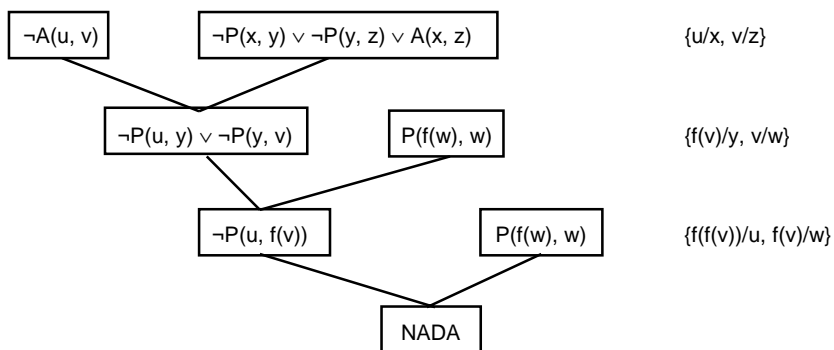 ¬A(u, v) ¬P(x, y) ∨ ¬P(y, z) ∨ A(x, z) {u/x, v/z}
¬P(u, y) ∨ ¬P(y, v) P(f(w), w) {f(v)/y, v/w}
¬P(u, f(v)) P(f(w), w) {f(f(v))/u, f(v)/w}
NADA